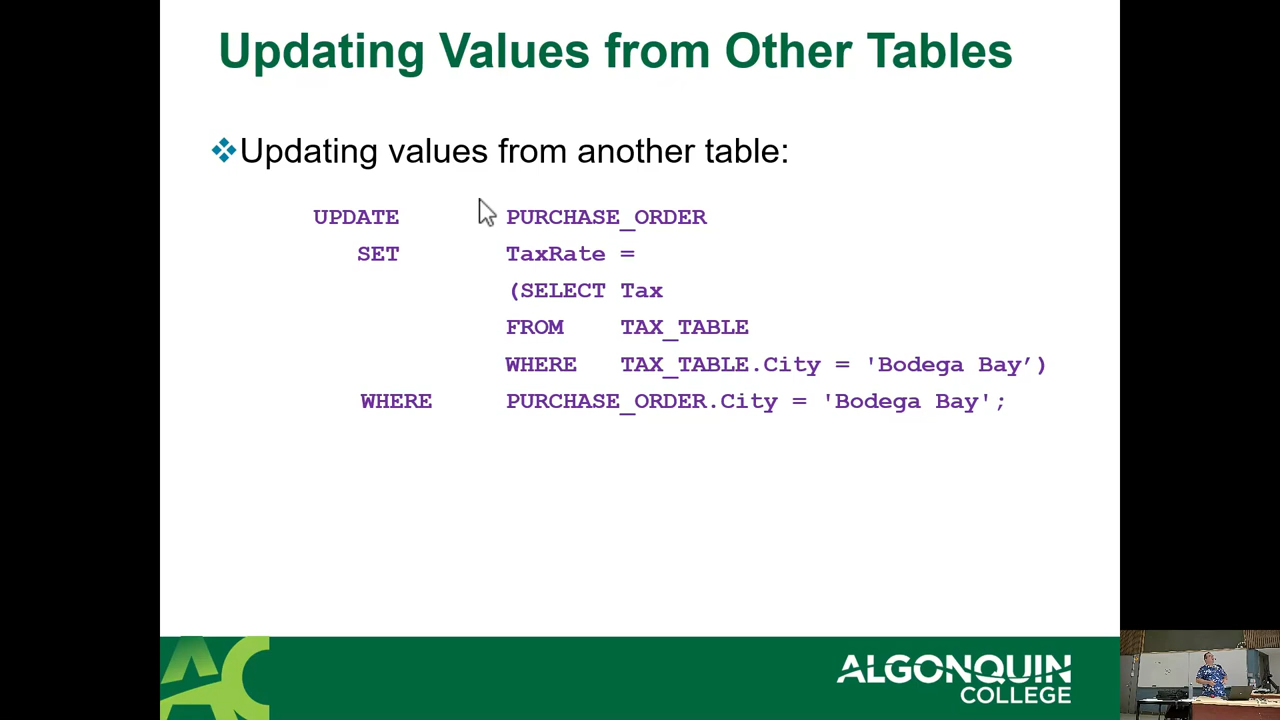 Updating Values from Other Tables
Updating values from another table:
UPDATE PURCHASE_ORDER
SET TaxRate =
(SELECT Tax
FROM TAX_TABLE
WHERE TAX_TABLE.City = 'Bodega Bay’)
WHERE PURCHASE_ORDER.City = 'Bodega Bay';
AC
ALGONQUIN
COLLEGE